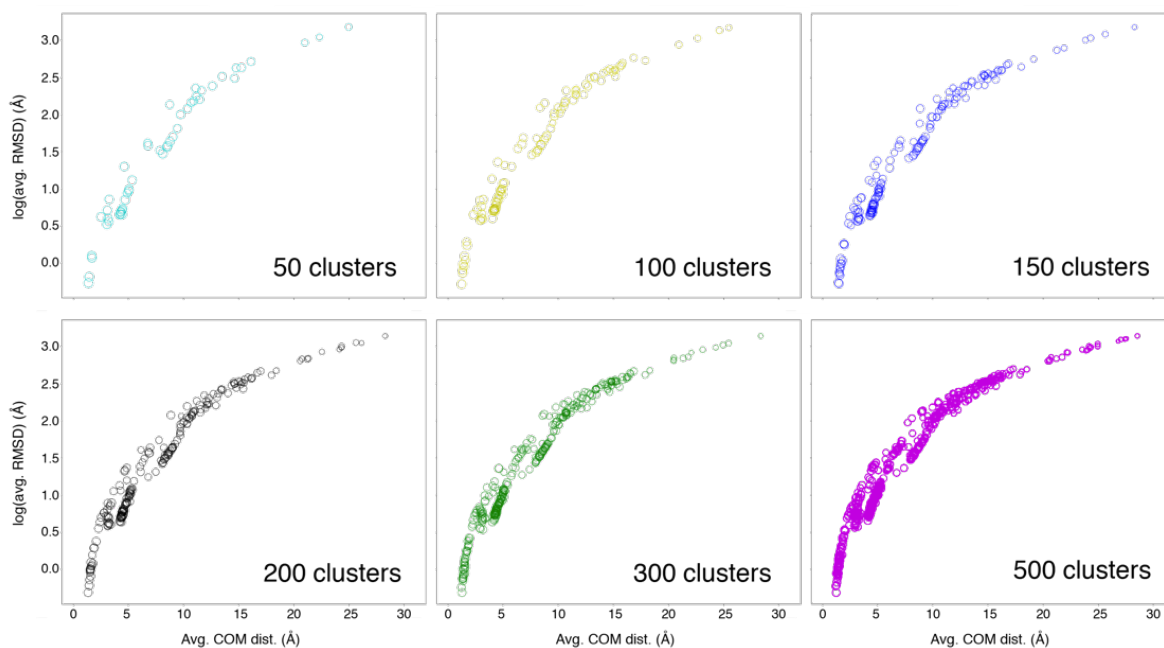 log(avg. RMSD) (Å)
3.0
2.5
2.0
1.5
1.0
0.5
0.0
50 clusters
100 clusters
150 clusters
log(avg. RMSD) (Å)
3.0
2.5
2.0
1.5
1.0
0.5
0.0
200 clusters
300 clusters
500 clusters
0 5 10 15 20 25 30
0 5 10 15 20 25 30
0 5 10 15 20 25 30
Avg. COM dist. (Å)
Avg. COM dist. (Å)
Avg. COM dist. (Å)